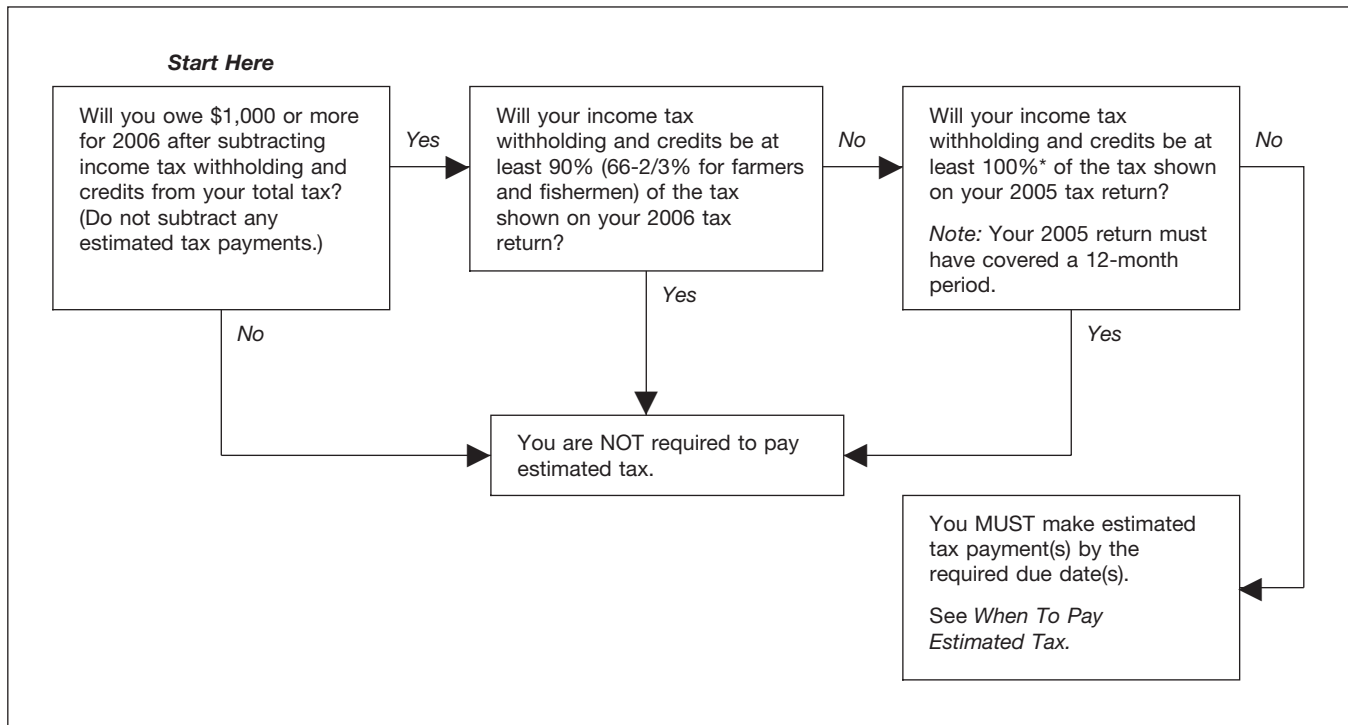 Start Here
Will you owe $1,000 or more
for 2006 after subtracting
income tax withholding and
credits from your total tax?
(Do not subtract any
estimated tax payments.)
Yes
No
Will your income tax
withholding and credits be at
least 90% (66-2/3% for farmers
and fishermen) of the tax
shown on your 2006 tax
return?
No
Yes
Will your income tax
withholding and credits be at
least 100%* of the tax shown
on your 2005 tax return?
Note: Your 2005 return must
have covered a 12-month
period.
No
Yes
You are NOT required to pay
estimated tax.
You MUST make estimated
tax payment(s) by the
required due date(s).
See When To Pay
Estimated Tax.